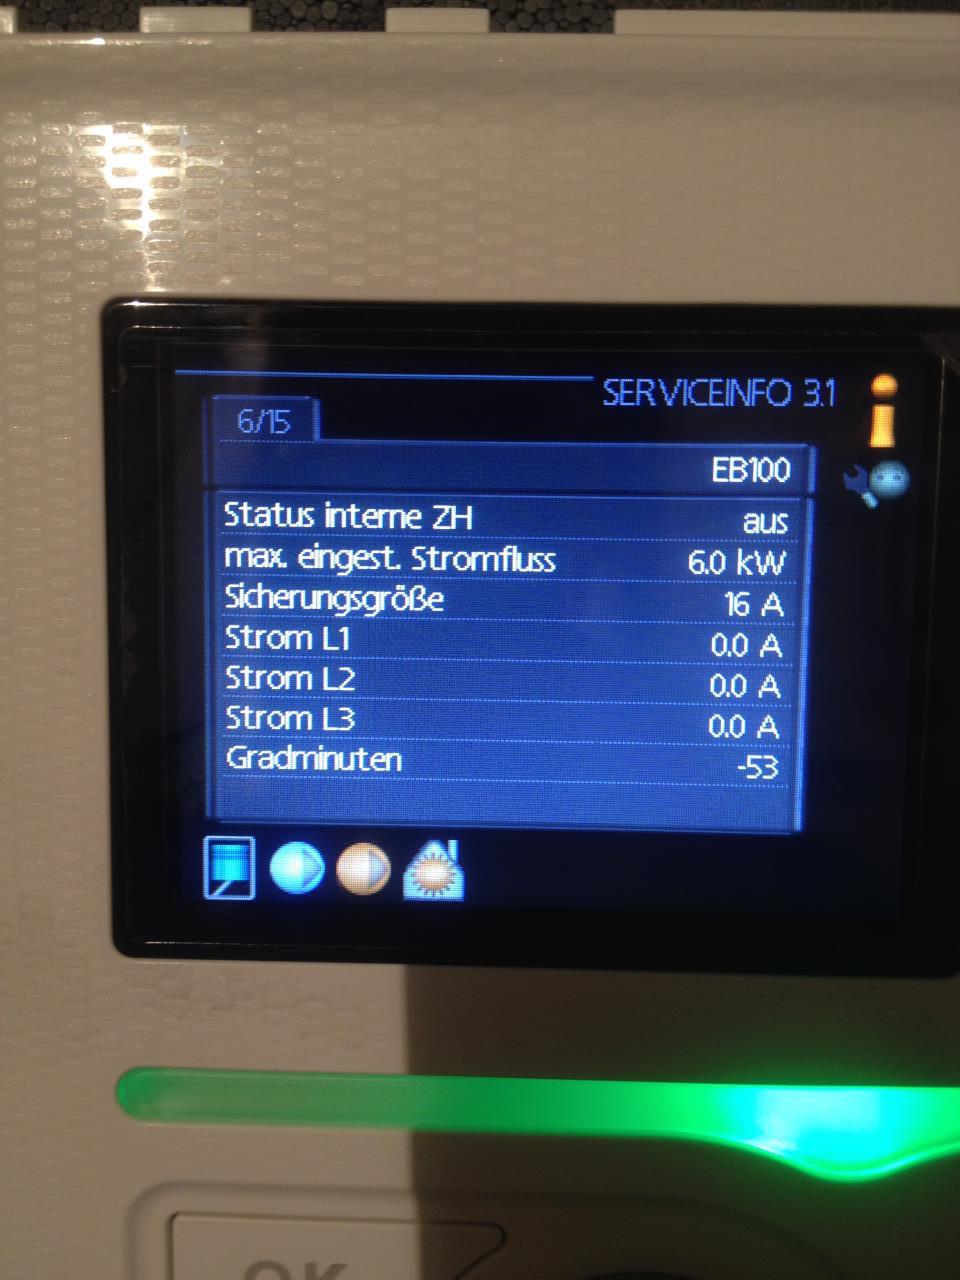 SERVICEINFO 3.1
6/15
EB100
Status interne ZH aus
max. eingest. Stromfluss 6.0 kW
Sicherungsgröße 16 A
Strom L1 0.0 A
Strom L2 0.0 A
Strom L3 0.0 A
Gradminuten -53
OK